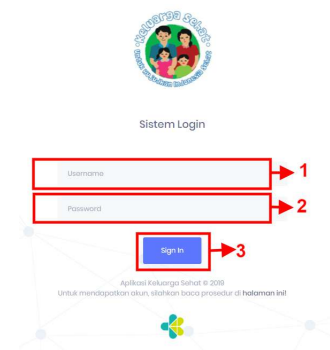 Keluarga Sehat
Sistem Login
Username
1
Password
2
Sign In
3
Aplikasi Keluarga Sehat © 2019
Untuk mendapatkan akun, silahkan baca prosedur di halaman ini!